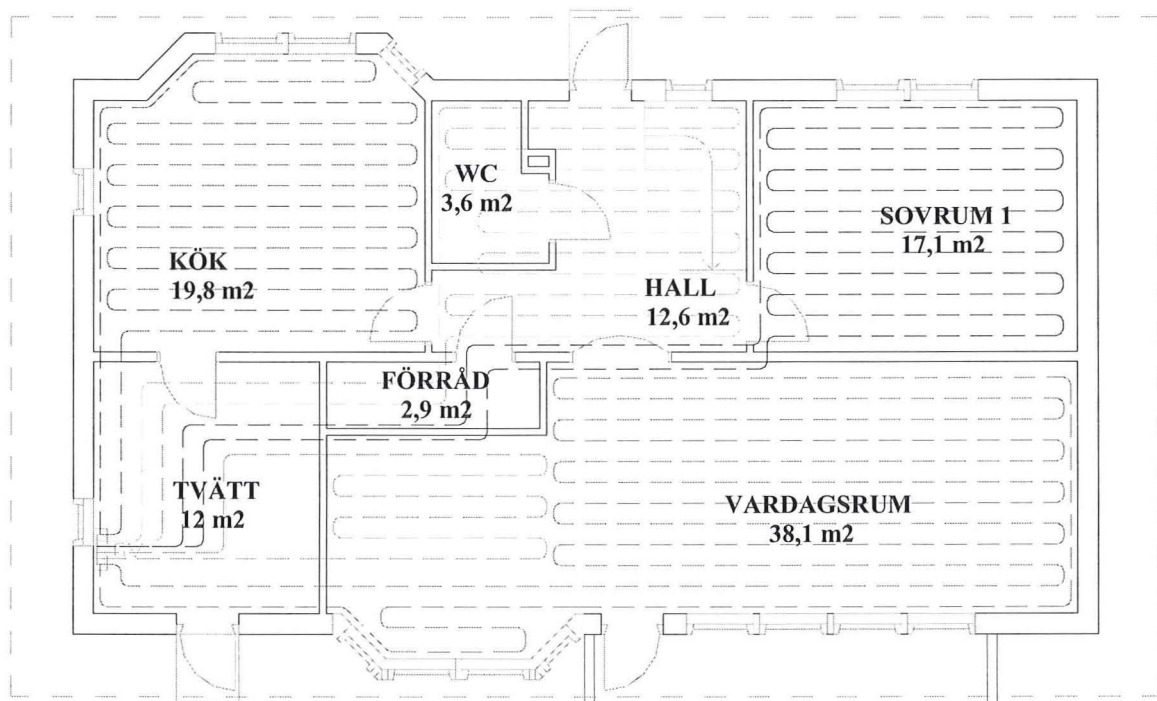 WC
3,6 m2
SOVRUM 1
17,1 m2
KÖK
19,8 m2
HALL
12,6 m2
FÖRRÅD
2,9 m2
TVÄTT
12 m2
VARDAGSRUM
38,1 m2